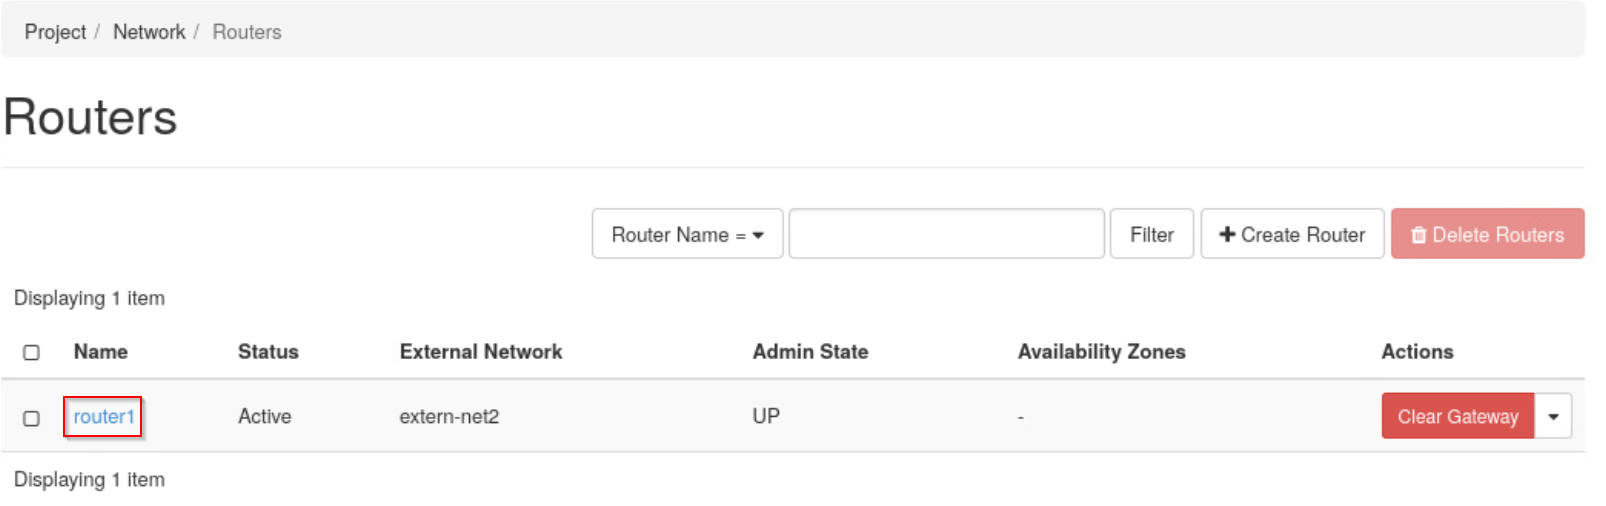 Project / Network / Routers
Routers
Router Name = Filter Create Router Delete Routers
Displaying 1 item
Name Status External Network Admin State Availability Zones Actions
router1 Active extern-net2 UP - Clear Gateway
Displaying 1 item